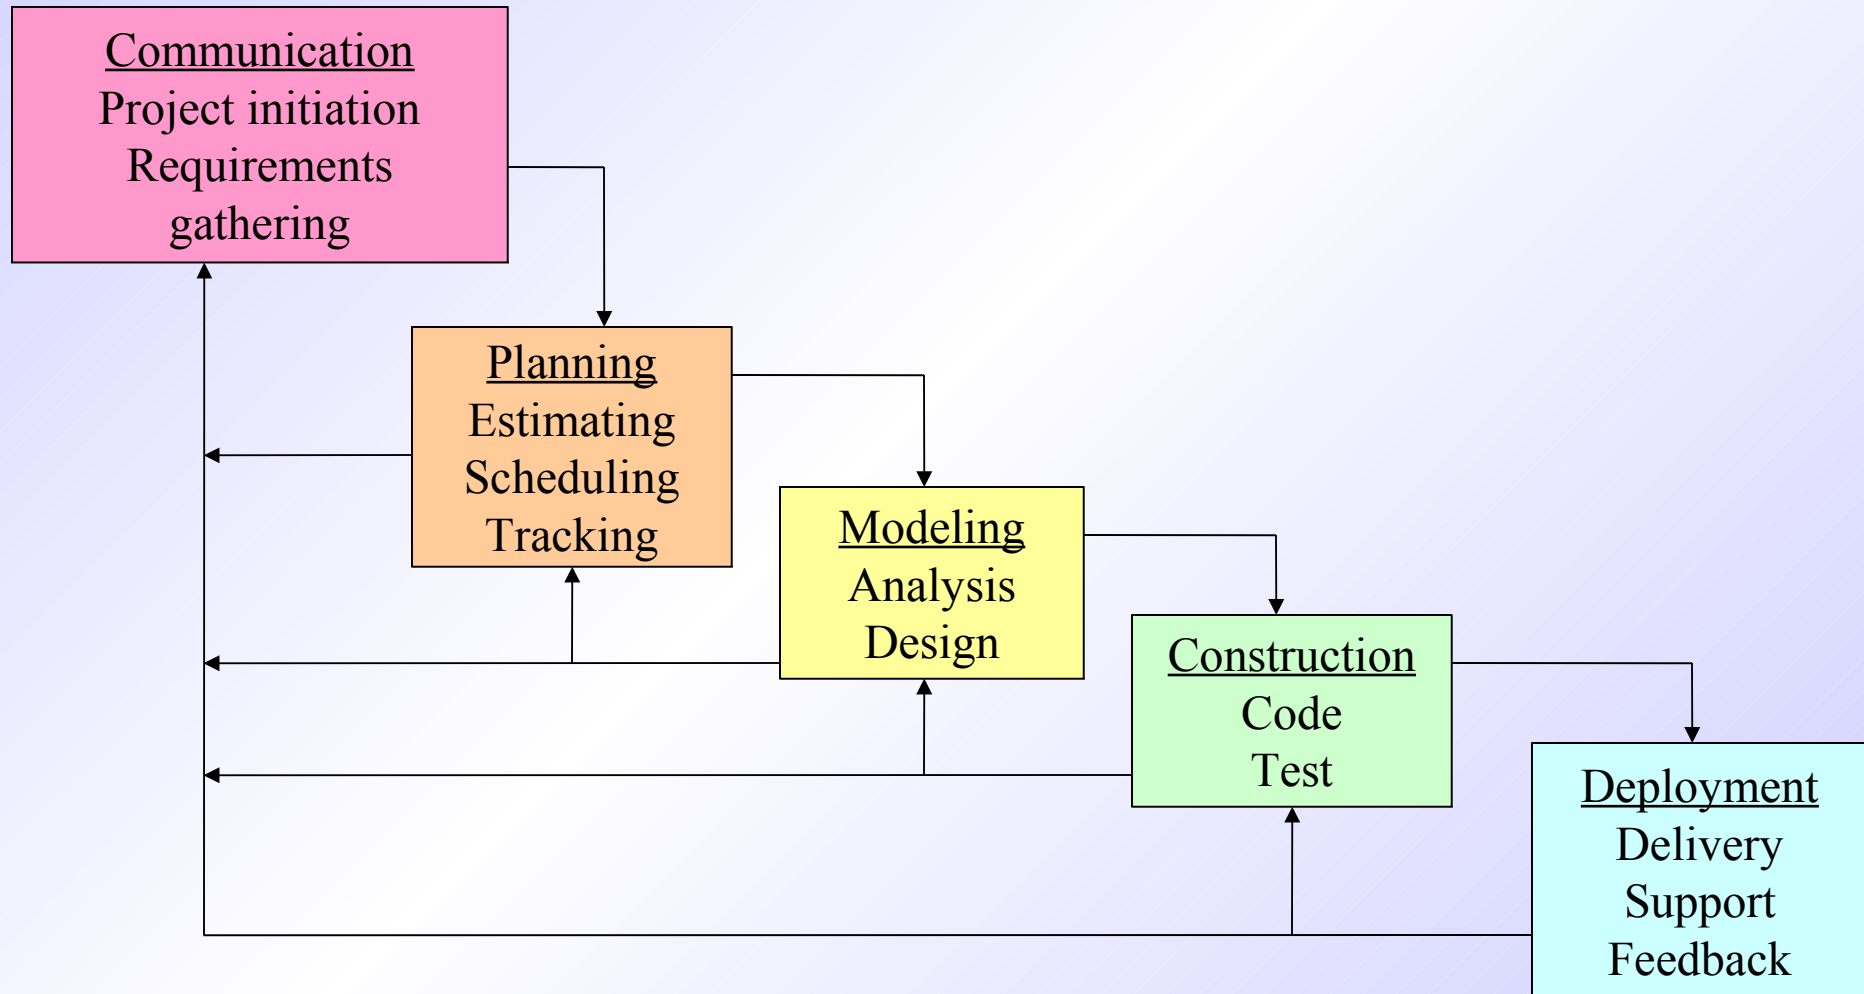 Communication
Project initiation
Requirements
gathering
Planning
Estimating
Scheduling
Tracking
Modeling
Analysis
Design
Construction
Code
Test
Deployment
Delivery
Support
Feedback